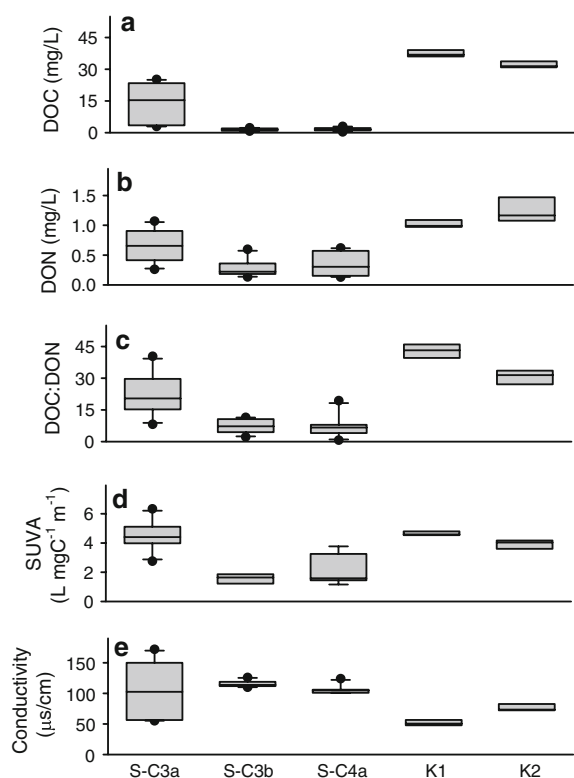 a
DOC (mg/L)
45
30
15
0
b
DON (mg/L)
1.5
1.0
0.5
0.0
c
DOC:DON
45
30
15
0
d
SUVA
(L mgC⁻¹ m⁻¹)
6
4
2
0
e
Conductivity
(μs/cm)
150
100
50
0
S-C3a S-C3b S-C4a K1 K2